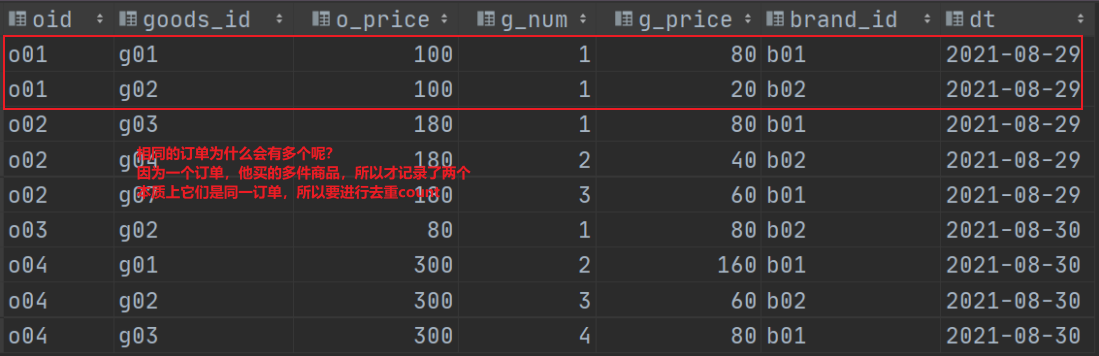 oid goods_id o_price g_num g_price brand_id dt
o01 g01 100 1 80 b01 2021-08-29
o01 g02 100 1 20 b02 2021-08-29
o02 g03 180 1 80 b01 2021-08-29
相同的订单为什么会有多个呢?
o02 g04 180 2 40 b02 2021-08-29
因为一个订单，他买的多件商品，所以才记录了两个
o02 g07 180 3 60 b01 2021-08-29
本质上它们是同一订单，所以要进行去重count
o03 g02 80 1 80 b02 2021-08-30
o04 g01 300 2 160 b01 2021-08-30
o04 g02 300 3 60 b02 2021-08-30
o04 g03 300 4 80 b01 2021-08-30